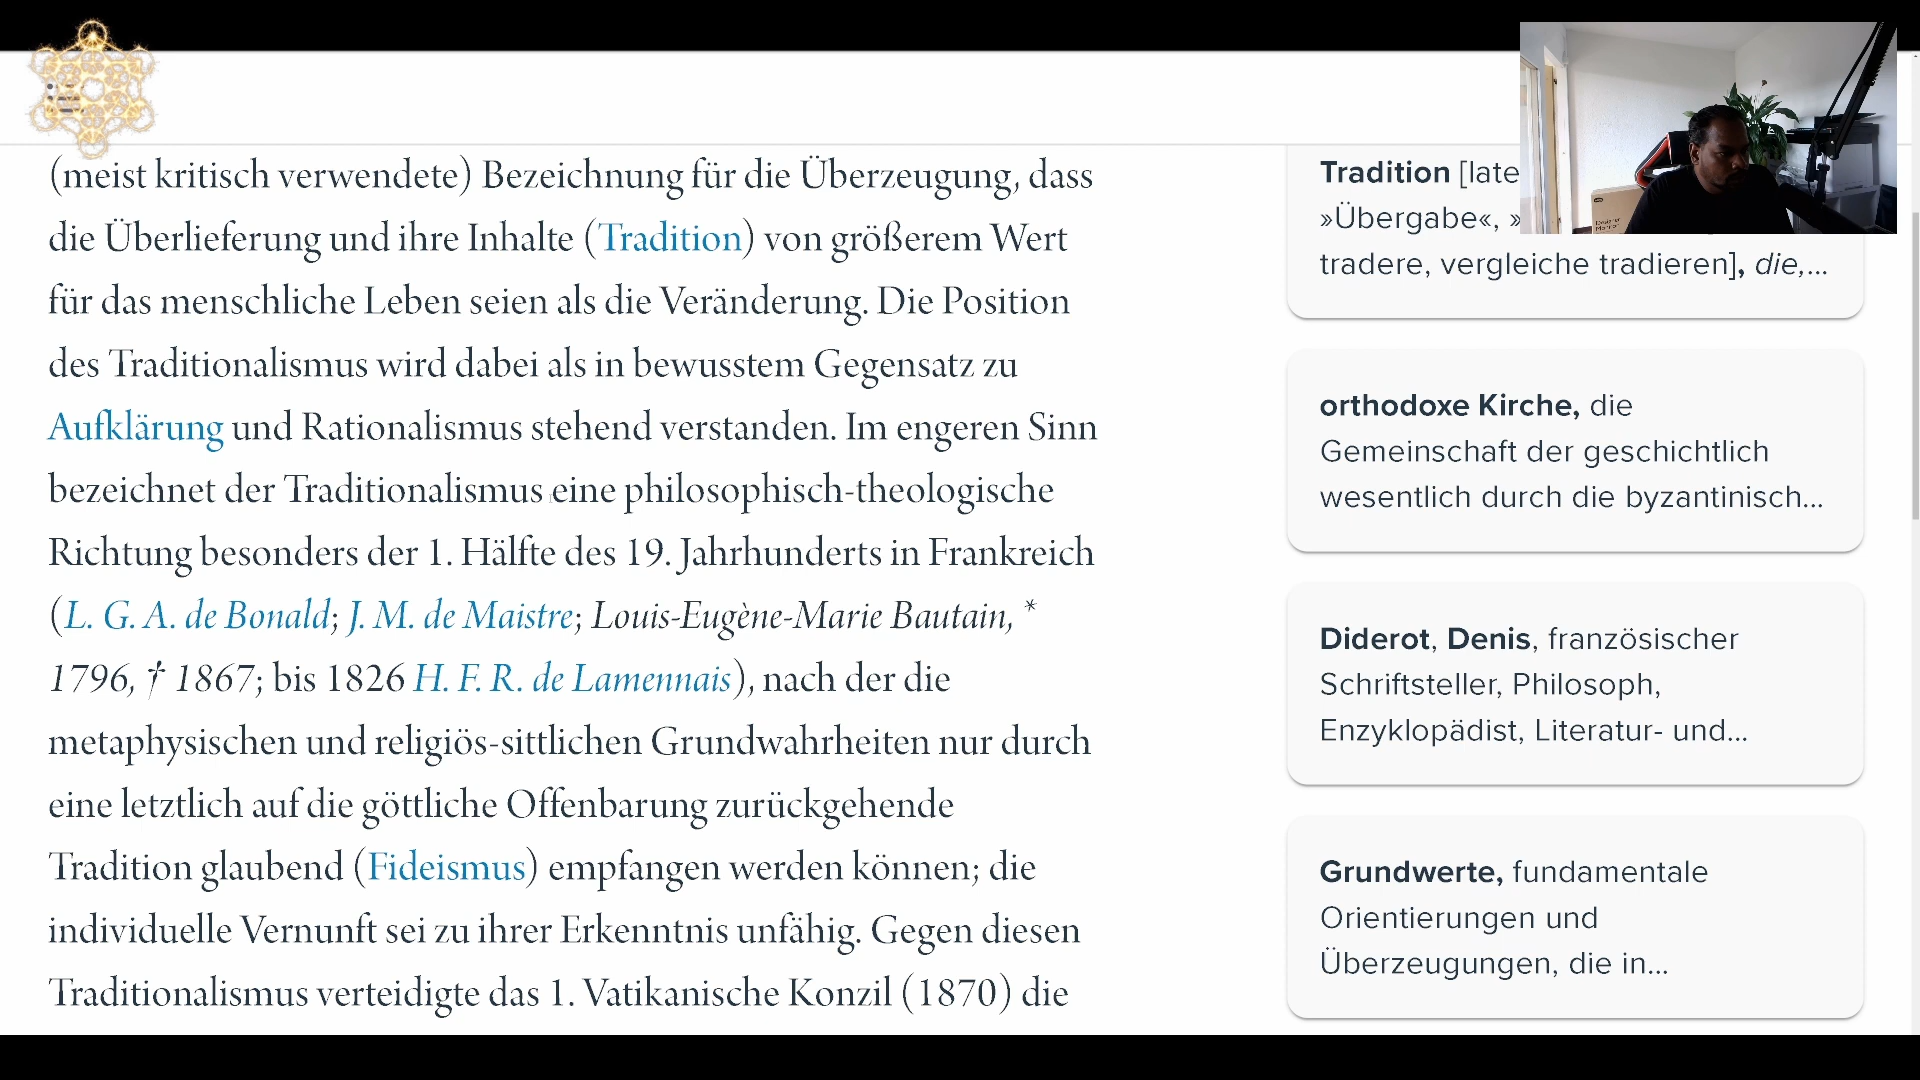 (meist kritisch verwendete) Bezeichnung für die Überzeugung, dass
die Überlieferung und ihre Inhalte (Tradition) von größerem Wert
für das menschliche Leben seien als die Veränderung. Die Position
des Traditionalismus wird dabei als in bewusstem Gegensatz zu
Aufklärung und Rationalismus stehend verstanden. Im engeren Sinn
bezeichnet der Traditionalismus eine philosophisch-theologische
Richtung besonders der 1. Hälfte des 19. Jahrhunderts in Frankreich
(L. G. A. de Bonald; J. M. de Maistre; Louis-Eugène-Marie Bautain, *
1796, † 1867; bis 1826 H. F. R. de Lamennais), nach der die
metaphysischen und religiös-sittlichen Grundwahrheiten nur durch
eine letztlich auf die göttliche Offenbarung zurückgehende
Tradition glaubend (Fideismus) empfangen werden können; die
individuelle Vernunft sei zu ihrer Erkenntnis unfähig. Gegen diesen
Traditionalismus verteidigte das 1. Vatikanische Konzil (1870) die
Tradition [late
»Übergabe«, »
tradere, vergleiche tradieren], die,...
orthodoxe Kirche, die
Gemeinschaft der geschichtlich
wesentlich durch die byzantinisch...
Diderot, Denis, französischer
Schriftsteller, Philosoph,
Enzyklopädist, Literatur- und...
Grundwerte, fundamentale
Orientierungen und
Überzeugungen, die in...